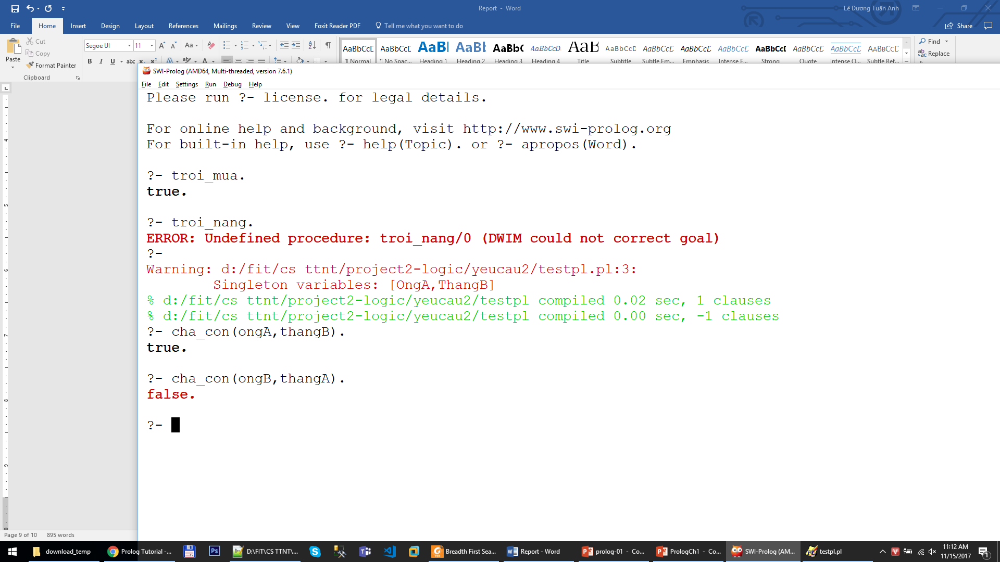 Report - Word
Lê Dương Tuấn Anh
File Home Insert Design Layout References Mailings Review View Foxit Reader PDF Tell me what you want to do Share
Cut
Copy
Format Painter
Paste
Clipboard
Segoe UI 11
AaBbCcD AaBbCcD AaBb AaBb AaBb AaBbCcD AaB AaBbCcD AaBbCcD AaBbCcD AaBbCcD AaBbCcD AaBbCcD AaBbCcD AaBbCcD
¶ Normal ¶ No Spac... Heading 1 Heading 2 Heading 3 Heading 4 Title Subtitle Subtle Em... Emphasis Intense E... Strong Quote Intense Q... Subtle Ref...
Find
Replace
SWI-Prolog (AMD64, Multi-threaded, version 7.6.1)
File Edit Settings Run Debug Help
Please run ?- license. for legal details.
For online help and background, visit http://www.swi-prolog.org
For built-in help, use ?- help(Topic). or ?- apropos(Word).
?- troi_mua.
true.
?- troi_nang.
ERROR: Undefined procedure: troi_nang/0 (DWIM could not correct goal)
?-
Warning: d:/fit/cs ttnt/project2-logic/yeucau2/testpl.pl:3:
Singleton variables: [OngA,ThangB]
% d:/fit/cs ttnt/project2-logic/yeucau2/testpl compiled 0.02 sec, 1 clauses
% d:/fit/cs ttnt/project2-logic/yeucau2/testpl compiled 0.00 sec, -1 clauses
?- cha_con(ongA,thangB).
true.
?- cha_con(ongB,thangA).
false.
?-
Page 9 of 10 895 words
download_temp Prolog Tutorial -... D:\FIT\CS TTNT\... Breadth First Sea... Report - Word prolog-01 - Co... PrologCh1 - Co... SWI-Prolog (AM... testpl.pl
11:12 AM
11/15/2017